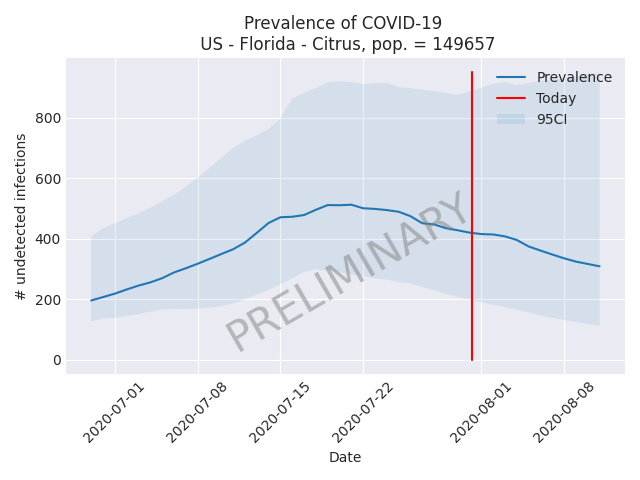 Prevalence of COVID-19
US - Florida - Citrus, pop. = 149657
Prevalence
Today
95CI
# undetected infections
800
600
400
200
0
PRELIMINARY
2020-07-01
2020-07-08
2020-07-15
2020-07-22
2020-08-01
2020-08-08
Date